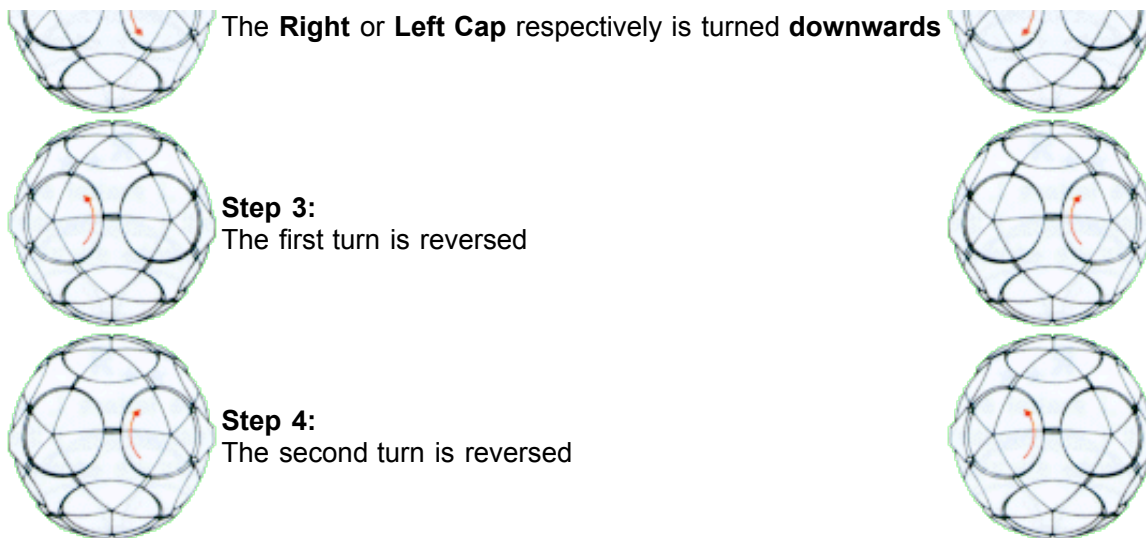 The Right or Left Cap respectively is turned downwards
Step 3:
The first turn is reversed
Step 4:
The second turn is reversed